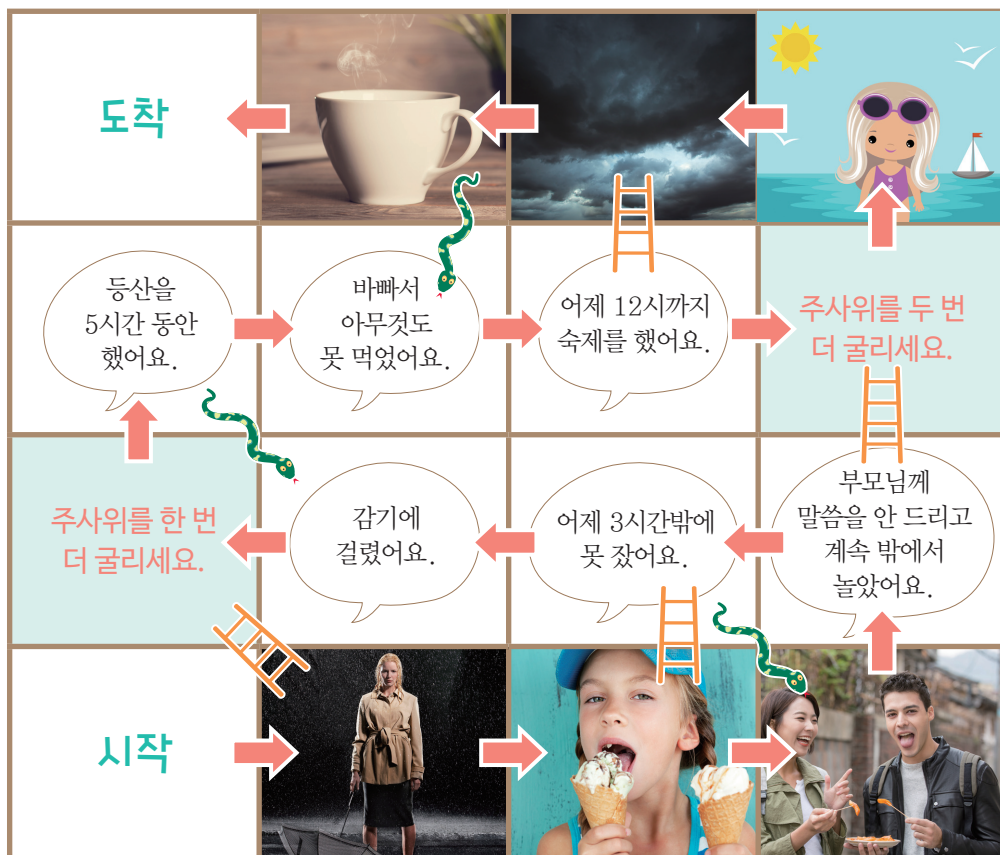 도착
등산을
5시간 동안
했어요.
바빠서
아무것도
못 먹었어요.
어제 12시까지
숙제를 했어요.
주사위를 두 번
더 굴리세요.
주사위를 한 번
더 굴리세요.
감기에
걸렸어요.
어제 3시간밖에
못 잤어요.
부모님께
말씀을 안 드리고
계속 밖에서
놀았어요.
시작